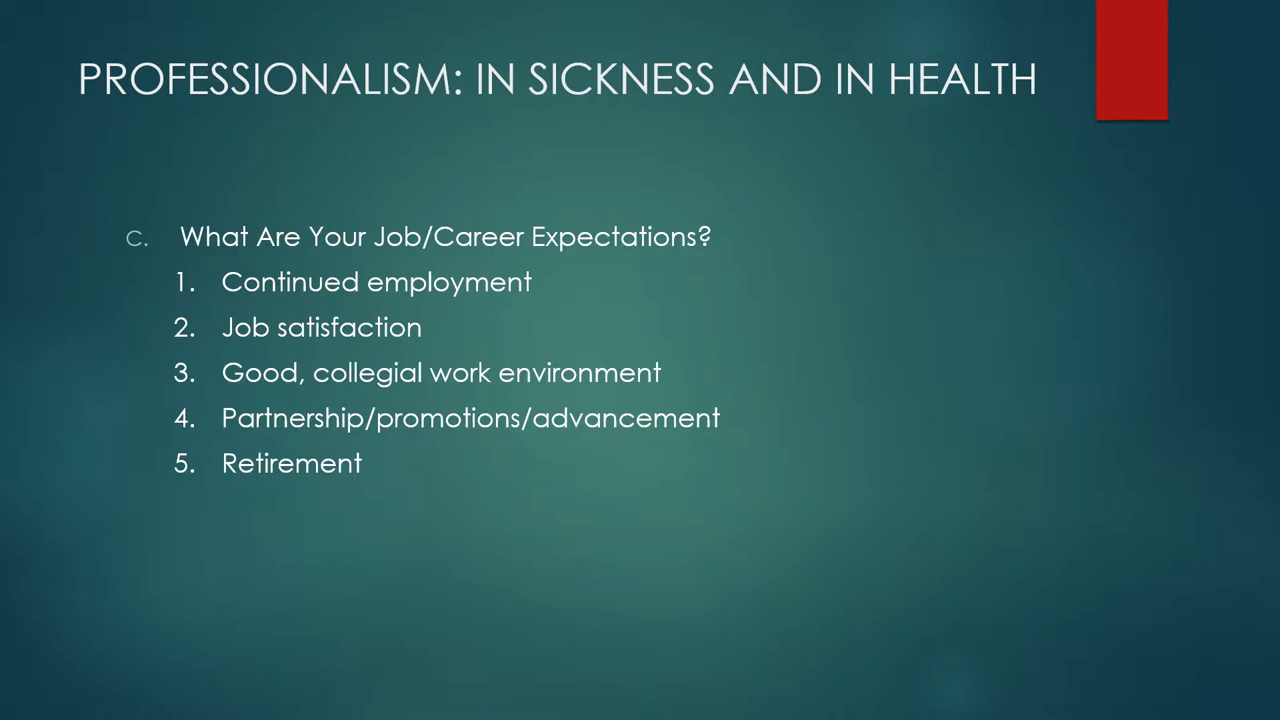 PROFESSIONALISM: IN SICKNESS AND IN HEALTH
C. What Are Your Job/Career Expectations?
1. Continued employment
2. Job satisfaction
3. Good, collegial work environment
4. Partnership/promotions/advancement
5. Retirement